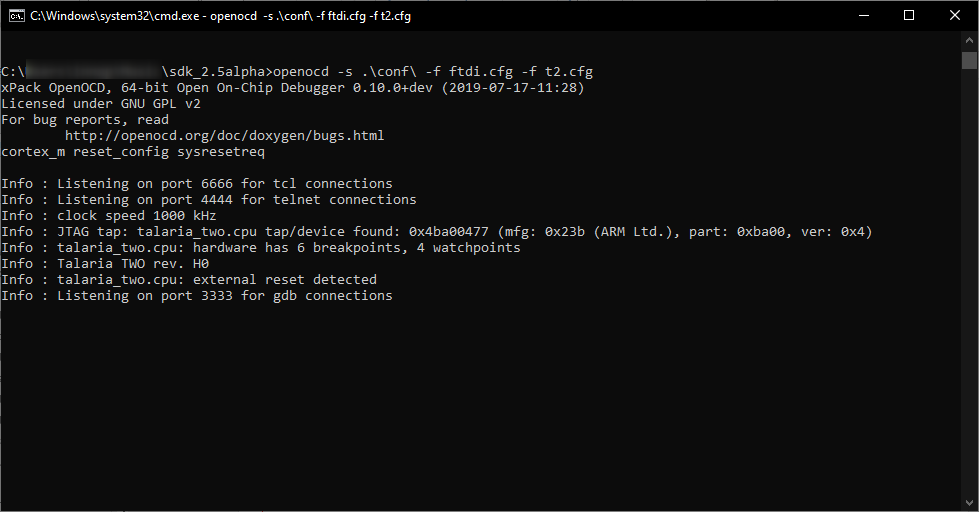 C:\Windows\system32\cmd.exe - openocd -s .\conf\ -f ftdi.cfg -f t2.cfg
C:\ \sdk_2.5alpha>openocd -s .\conf\ -f ftdi.cfg -f t2.cfg
xPack OpenOCD, 64-bit Open On-Chip Debugger 0.10.0+dev (2019-07-17-11:28)
Licensed under GNU GPL v2
For bug reports, read
http://openocd.org/doc/doxygen/bugs.html
cortex_m reset_config sysresetreq
Info : Listening on port 6666 for tcl connections
Info : Listening on port 4444 for telnet connections
Info : clock speed 1000 kHz
Info : JTAG tap: talaria_two.cpu tap/device found: 0x4ba00477 (mfg: 0x23b (ARM Ltd.), part: 0xba00, ver: 0x4)
Info : talaria_two.cpu: hardware has 6 breakpoints, 4 watchpoints
Info : Talaria TWO rev. H0
Info : talaria_two.cpu: external reset detected
Info : Listening on port 3333 for gdb connections